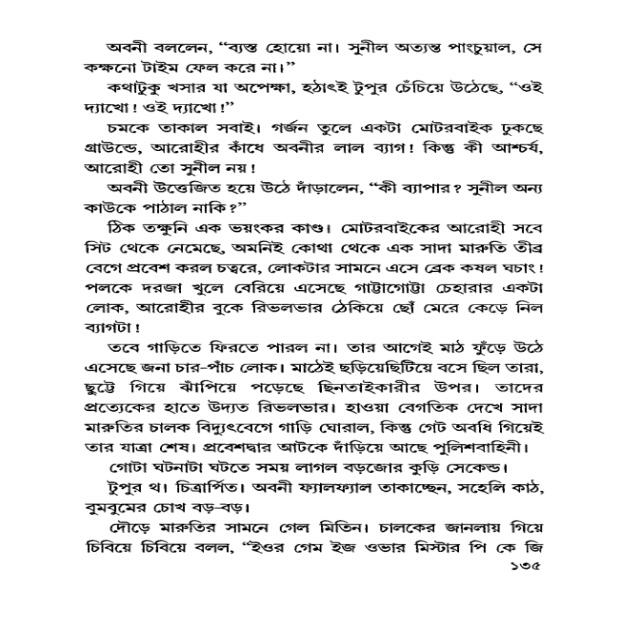 অবনী বললেন, “ব্যস্ত হোয়ো না। সুনীল অত্যন্ত পাংচুয়াল, সে
কক্ষনো টাইম ফেল করে না।”
কথাটুকু খসার যা অপেক্ষা, হঠাৎই টুপুর চেঁচিয়ে উঠেছে, “ওই
দ্যাখো! ওই দ্যাখো!”
চমকে তাকাল সবাই। গর্জন তুলে একটা মোটরবাইক ঢুকছে
গ্রাউন্ডে, আরোহীর কাঁধে অবনীর লাল ব্যাগ! কিন্তু কী আশ্চর্য,
আরোহী তো সুনীল নয়!
অবনী উত্তেজিত হয়ে উঠে দাঁড়ালেন, “কী ব্যাপার? সুনীল অন্য
কাউকে পাঠাল নাকি?”
ঠিক তক্ষুনি এক ভয়ংকর কাণ্ড। মোটরবাইকের আরোহী সবে
সিট থেকে নেমেছে, অমনিই কোথা থেকে এক সাদা মারুতি তীব্র
বেগে প্রবেশ করল চত্বরে, লোকটার সামনে এসে ব্রেক কষল ঘচাং!
পলকে দরজা খুলে বেরিয়ে এসেছে গাট্টাগোট্টা চেহারার একটা
লোক, আরোহীর বুকে রিভলভার ঠেকিয়ে ছোঁ মেরে কেড়ে নিল
ব্যাগটা!
তবে গাড়িতে ফিরতে পারল না। তার আগেই মাঠ ফুঁড়ে উঠে
এসেছে জনা চার-পাঁচ লোক। মাঠেই ছড়িয়েছিটিয়ে বসে ছিল তারা,
ছুট্টে গিয়ে ঝাঁপিয়ে পড়েছে ছিনতাইকারীর উপর। তাদের
প্রত্যেকের হাতে উদ্যত রিভলভার। হাওয়া বেগতিক দেখে সাদা
মারুতির চালক বিদ্যুৎবেগে গাড়ি ঘোরাল, কিন্তু গেট অবধি গিয়েই
তার যাত্রা শেষ। প্রবেশদ্বার আটকে দাঁড়িয়ে আছে পুলিশবাহিনী।
গোটা ঘটনাটা ঘটতে সময় লাগল বড়জোর কুড়ি সেকেন্ড।
টুপুর থ। চিত্রার্পিত। অবনী ফ্যালফ্যাল তাকাচ্ছেন, সহেলি কাঠ,
বুমবুমের চোখ বড়-বড়।
দৌড়ে মারুতির সামনে গেল মিতিন। চালকের জানলায় গিয়ে
চিবিয়ে চিবিয়ে বলল, “ইওর গেম ইজ ওভার মিস্টার পি কে জি
১৩৫